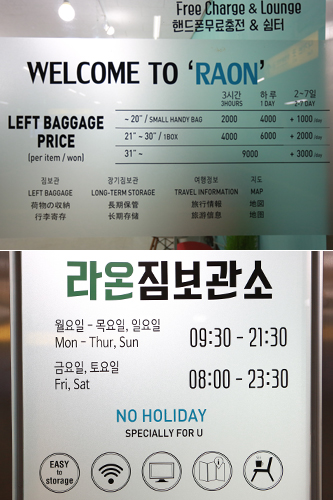 Free Charge & Lounge
핸드폰무료충전 & 쉼터
WELCOME TO ‘RAON’
3시간 하루 2~7일
3HOURS 1 DAY 2-7 DAY
LEFT BAGGAGE PRICE
(per item / won)
~ 20" / SMALL HANDY BAG 2000 4000 + 1000 /day
21" ~ 30" / 1BOX 4000 6000 + 2000 /day
31" ~ 9000 + 3000 /day
짐보관 장기짐보관 여행정보 지도
LEFT BAGGAGE LONG-TERM STORAGE TRAVEL INFORMATION MAP
荷物の収納 長期保管 旅行情報 地図
行李寄存 长期存储 旅游信息 地图
라온짐보관소
월요일 - 목요일, 일요일
Mon - Thur, Sun 09:30 - 21:30
금요일, 토요일
Fri, Sat 08:00 - 23:30
NO HOLIDAY
SPECIALLY FOR U
EASY
to
storage